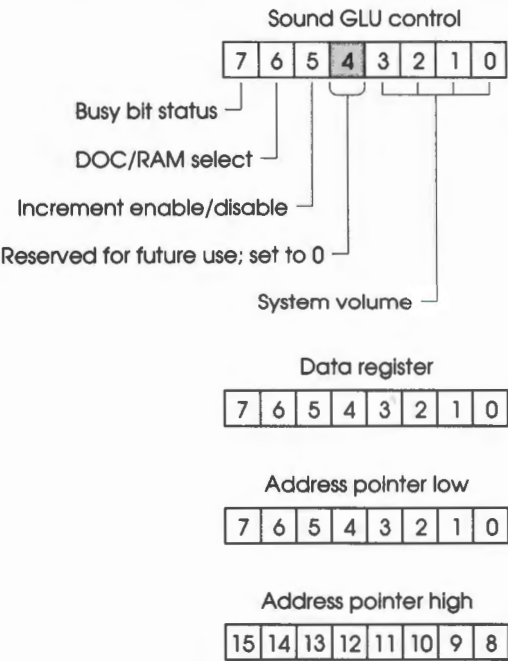 Sound GLU control
7 6 5 4 3 2 1 0
Busy bit status
DOC/RAM select
Increment enable/disable
Reserved for future use; set to 0
System volume
Data register
7 6 5 4 3 2 1 0
Address pointer low
7 6 5 4 3 2 1 0
Address pointer high
15 14 13 12 11 10 9 8